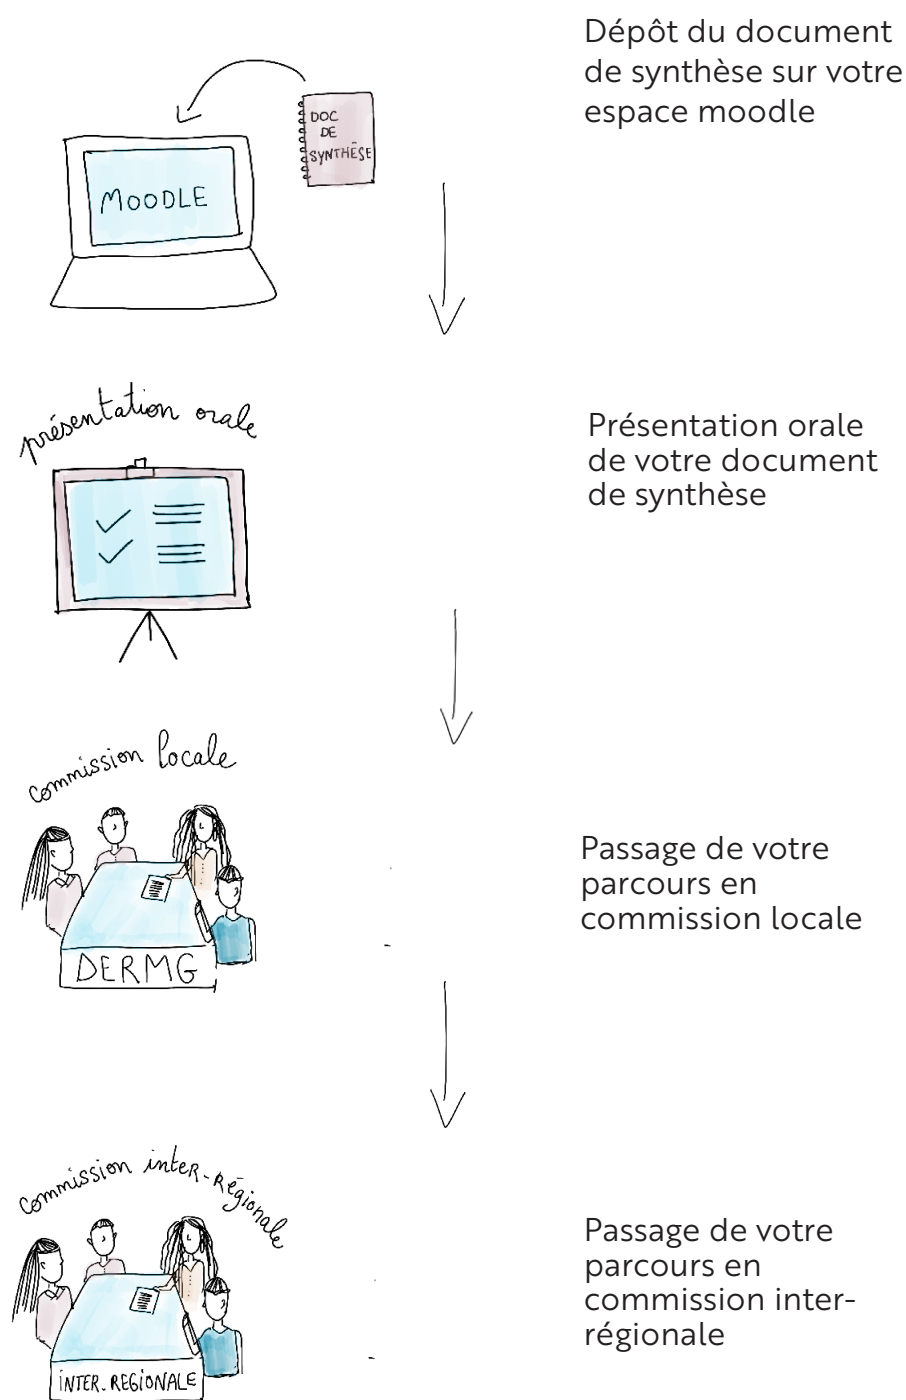 Dépôt du document
de synthèse sur votre
espace moodle
DOC
DE
SYNTHÈSE
MOODLE
présentation orale
Présentation orale
de votre document
de synthèse
commission locale
Passage de votre
parcours en
commission locale
DERMG
commission inter-régionale
Passage de votre
parcours en
commission inter-
régionale
INTER-REGIONALE